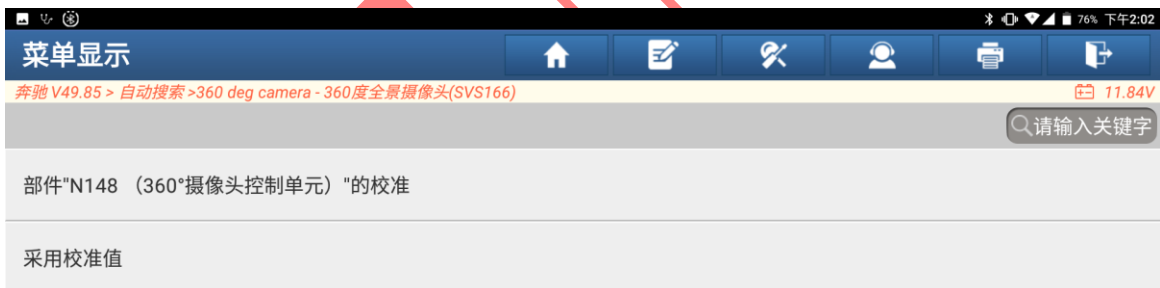 76% 下午2:02
菜单显示
奔驰 V49.85 > 自动搜索 >360 deg camera - 360度全景摄像头(SVS166)
11.84V
请输入关键字
部件"N148 （360°摄像头控制单元）"的校准
采用校准值